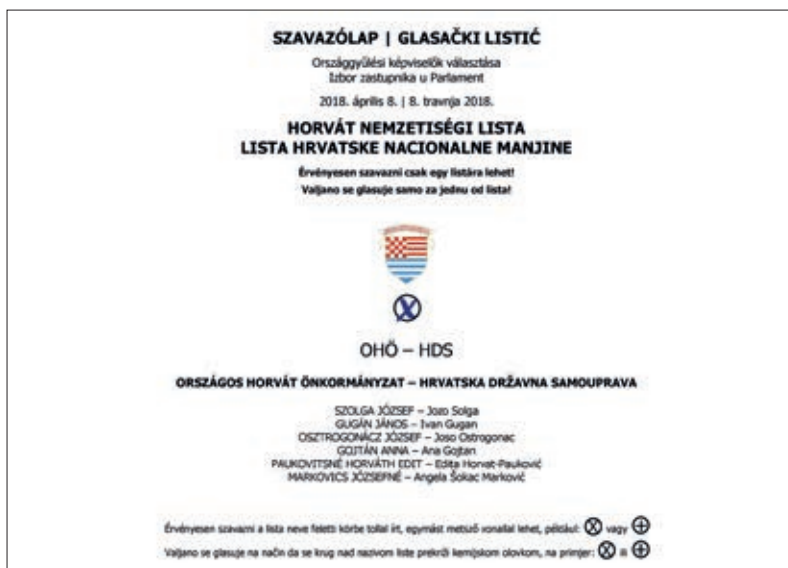 SZAVAZÓLAP | GLASAČKI LISTIĆ
Országgyűlési képviselők választása
Izbor zastupnika u Parlament
2018. április 8. | 8. travnja 2018.
HORVÁT NEMZETISÉGI LISTA
LISTA HRVATSKE NACIONALNE MANJINE
Érvényesen szavazni csak egy listára lehet!
Valjano se glasuje samo za jednu od lista!
OHÖ – HDS
ORSZÁGOS HORVÁT ÖNKORMÁNYZAT – HRVATSKA DRŽAVNA SAMOUPRAVA
SZOLGA JÓZSEF – Jozo Solga
GUGÁN JÁNOS – Ivan Gugan
OSZTROGONÁCZ JÓZSEF – Joso Ostrogonac
GOJTÁN ANNA – Ana Gojtan
PAUKOVITSNÉ HORVÁTH EDIT – Edita Horvat-Pauković
MARKOVICS JÓZSEFNÉ – Angela Šokac Marković
Érvényesen szavazni a lista neve feletti körbe tollal írt, egymást metsző vonallal lehet, például: vagy
Valjano se glasuje na način da se krug nad nazivom liste prekriži kemijskom olovkom, na primjer: ili